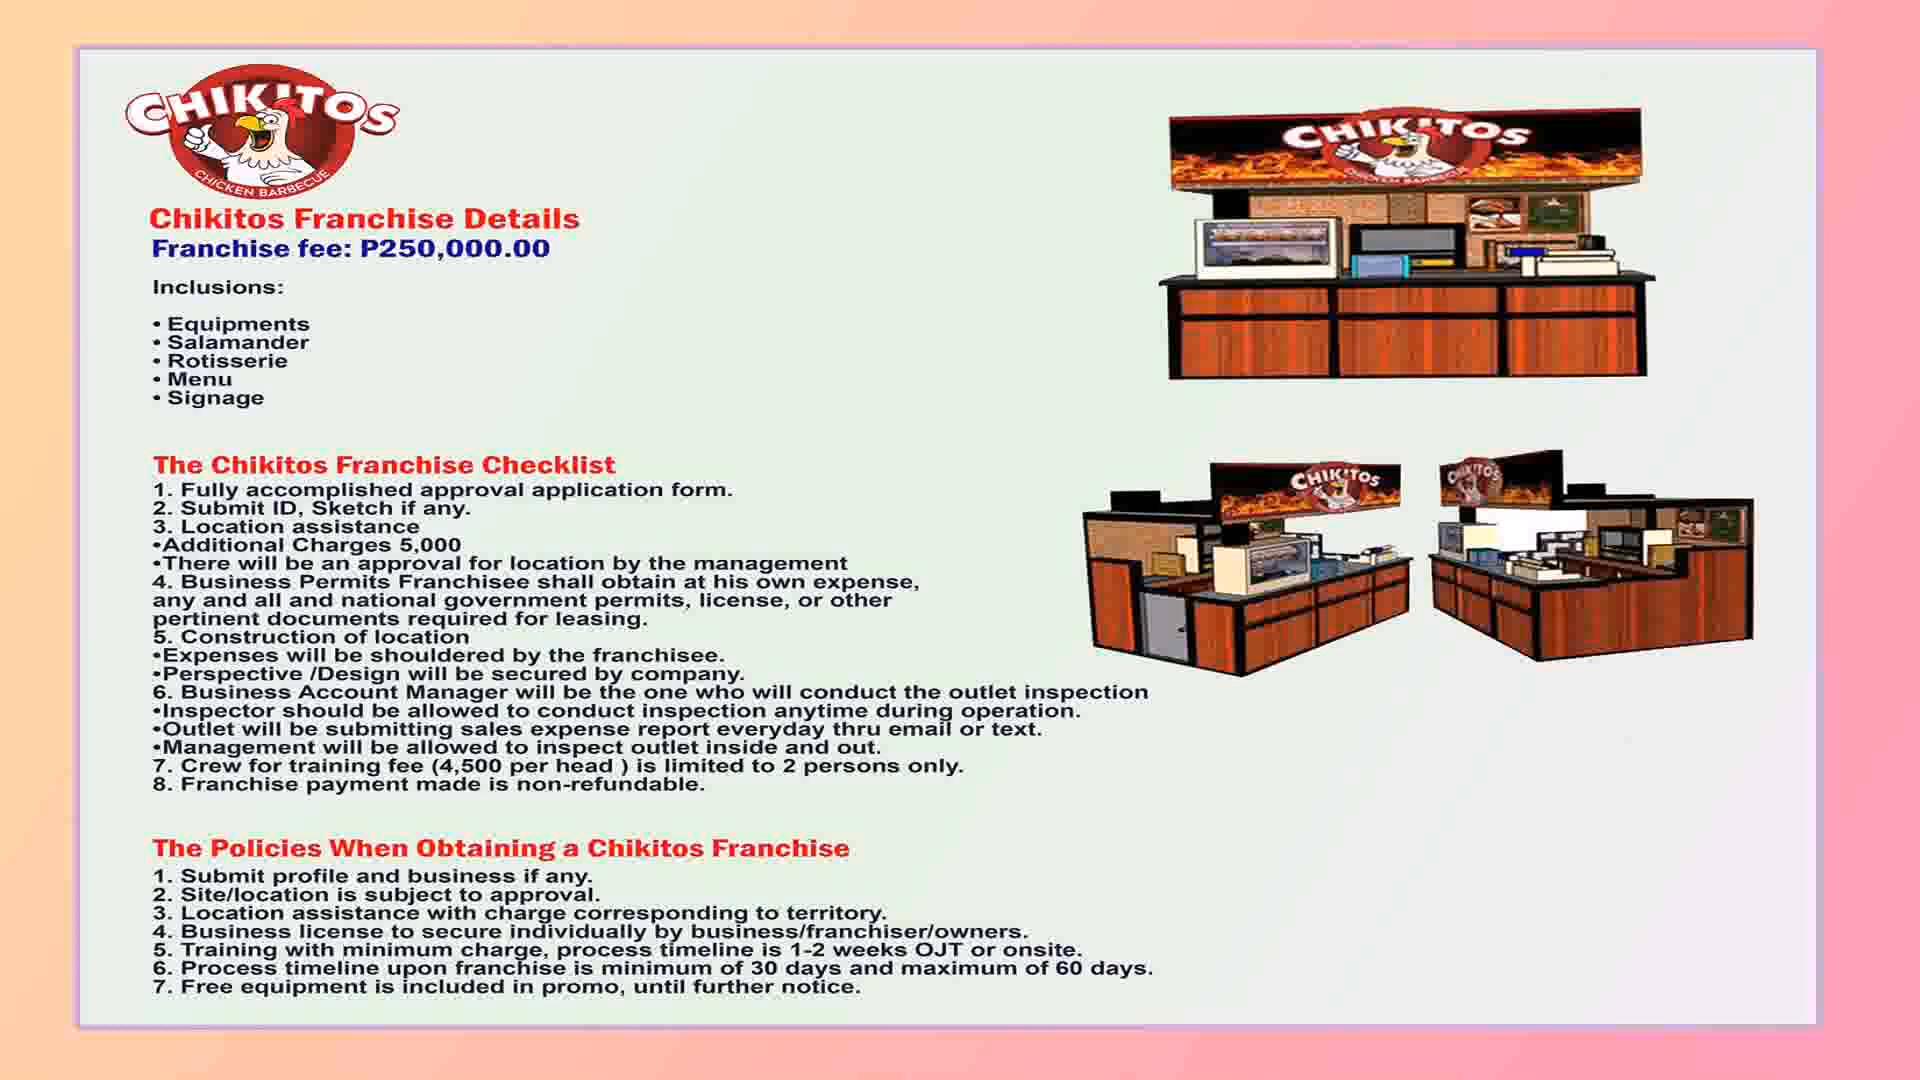 CHIKITOS
CHICKEN BARBECUE
Chikitos Franchise Details
Franchise fee: P250,000.00
Inclusions:
• Equipments
• Salamander
• Rotisserie
• Menu
• Signage
The Chikitos Franchise Checklist
1. Fully accomplished approval application form.
2. Submit ID, Sketch if any.
3. Location assistance
•Additional Charges 5,000
•There will be an approval for location by the management
4. Business Permits Franchisee shall obtain at his own expense,
any and all and national government permits, license, or other
pertinent documents required for leasing.
5. Construction of location
•Expenses will be shouldered by the franchisee.
•Perspective /Design will be secured by company.
6. Business Account Manager will be the one who will conduct the outlet inspection
•Inspector should be allowed to conduct inspection anytime during operation.
•Outlet will be submitting sales expense report everyday thru email or text.
•Management will be allowed to inspect outlet inside and out.
7. Crew for training fee (4,500 per head ) is limited to 2 persons only.
8. Franchise payment made is non-refundable.
The Policies When Obtaining a Chikitos Franchise
1. Submit profile and business if any.
2. Site/location is subject to approval.
3. Location assistance with charge corresponding to territory.
4. Business license to secure individually by business/franchiser/owners.
5. Training with minimum charge, process timeline is 1-2 weeks OJT or onsite.
6. Process timeline upon franchise is minimum of 30 days and maximum of 60 days.
7. Free equipment is included in promo, until further notice.
CHIKITOS
CHICKEN BARBECUE
CHIKITOS
CHIKITOS